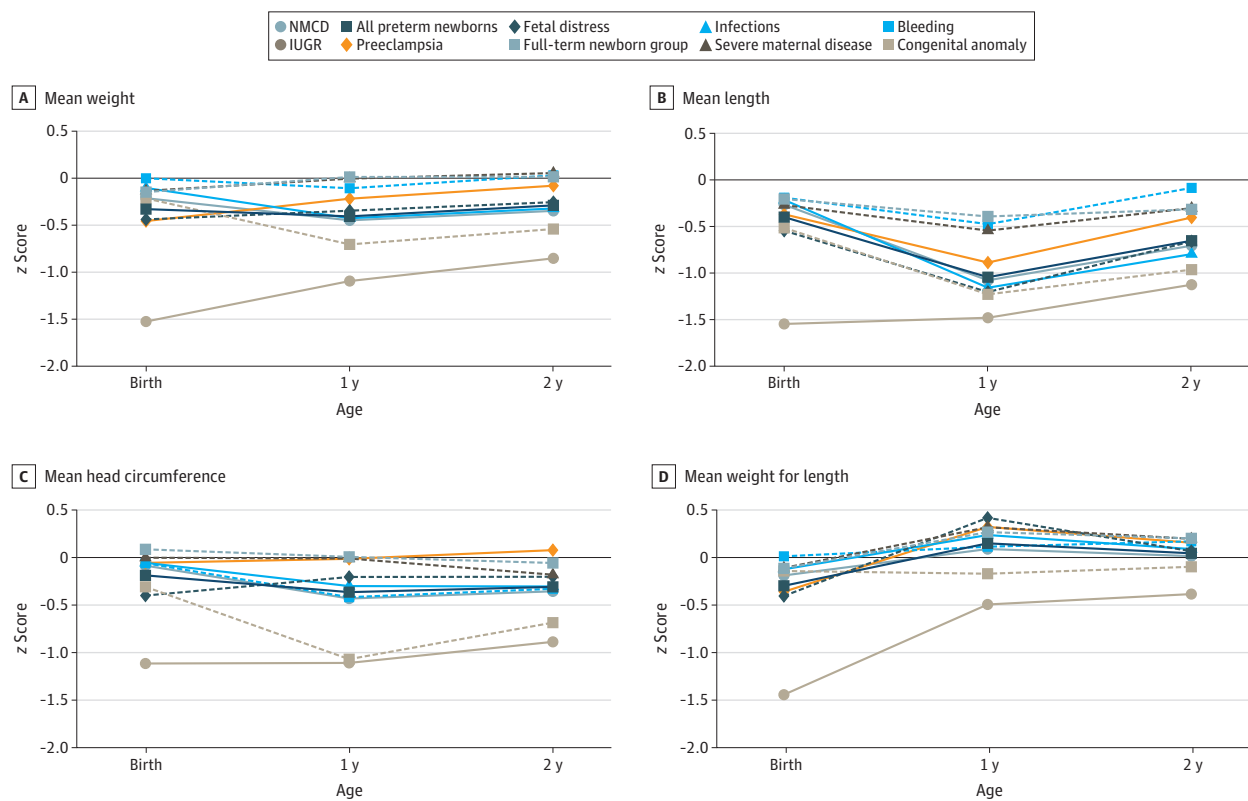 NMCD All preterm newborns Fetal distress Infections Bleeding
IUGR Preeclampsia Full-term newborn group Severe maternal disease Congenital anomaly
A Mean weight
0.5
0
-0.5
-1.0
-1.5
-2.0
z Score
Birth 1 y 2 y
Age
B Mean length
0.5
0
-0.5
-1.0
-1.5
-2.0
z Score
Birth 1 y 2 y
Age
C Mean head circumference
0.5
0
-0.5
-1.0
-1.5
-2.0
z Score
Birth 1 y 2 y
Age
D Mean weight for length
0.5
0
-0.5
-1.0
-1.5
-2.0
z Score
Birth 1 y 2 y
Age